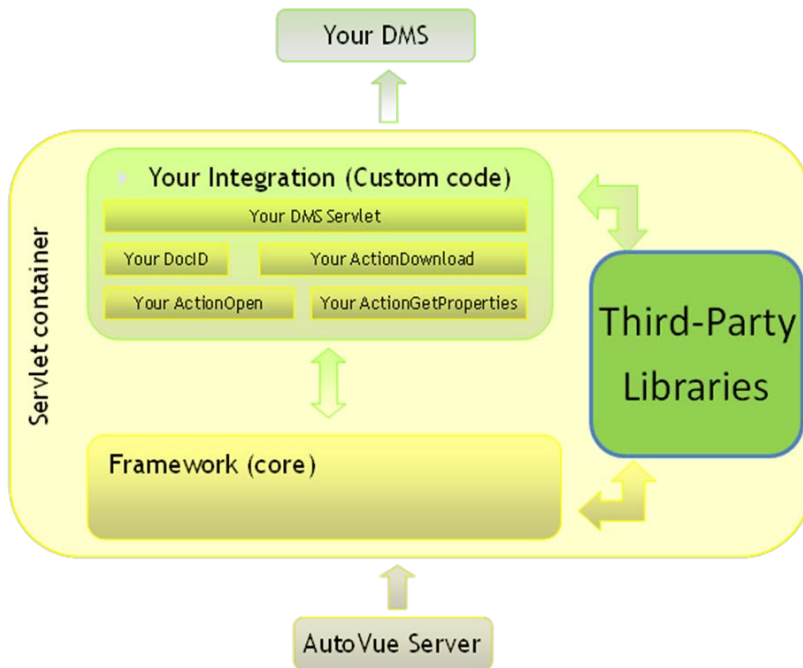 Your DMS
Your Integration (Custom code)
Your DMS Servlet
Your DocID
Your ActionDownload
Your ActionOpen
Your ActionGetProperties
Servlet container
Third-Party
Libraries
Framework (core)
AutoVue Server